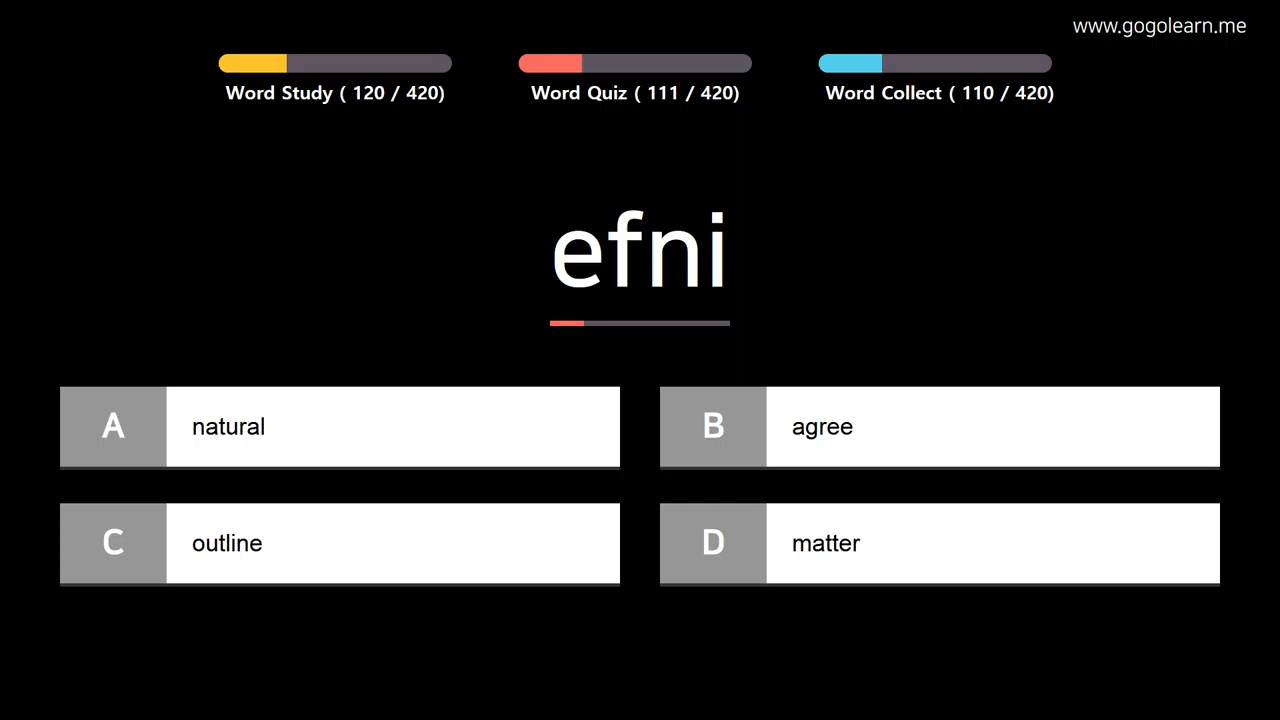 www.gogolearn.me
Word Study ( 120 / 420)
Word Quiz ( 111 / 420)
Word Collect ( 110 / 420)
efni
A natural
B agree
C outline
D matter